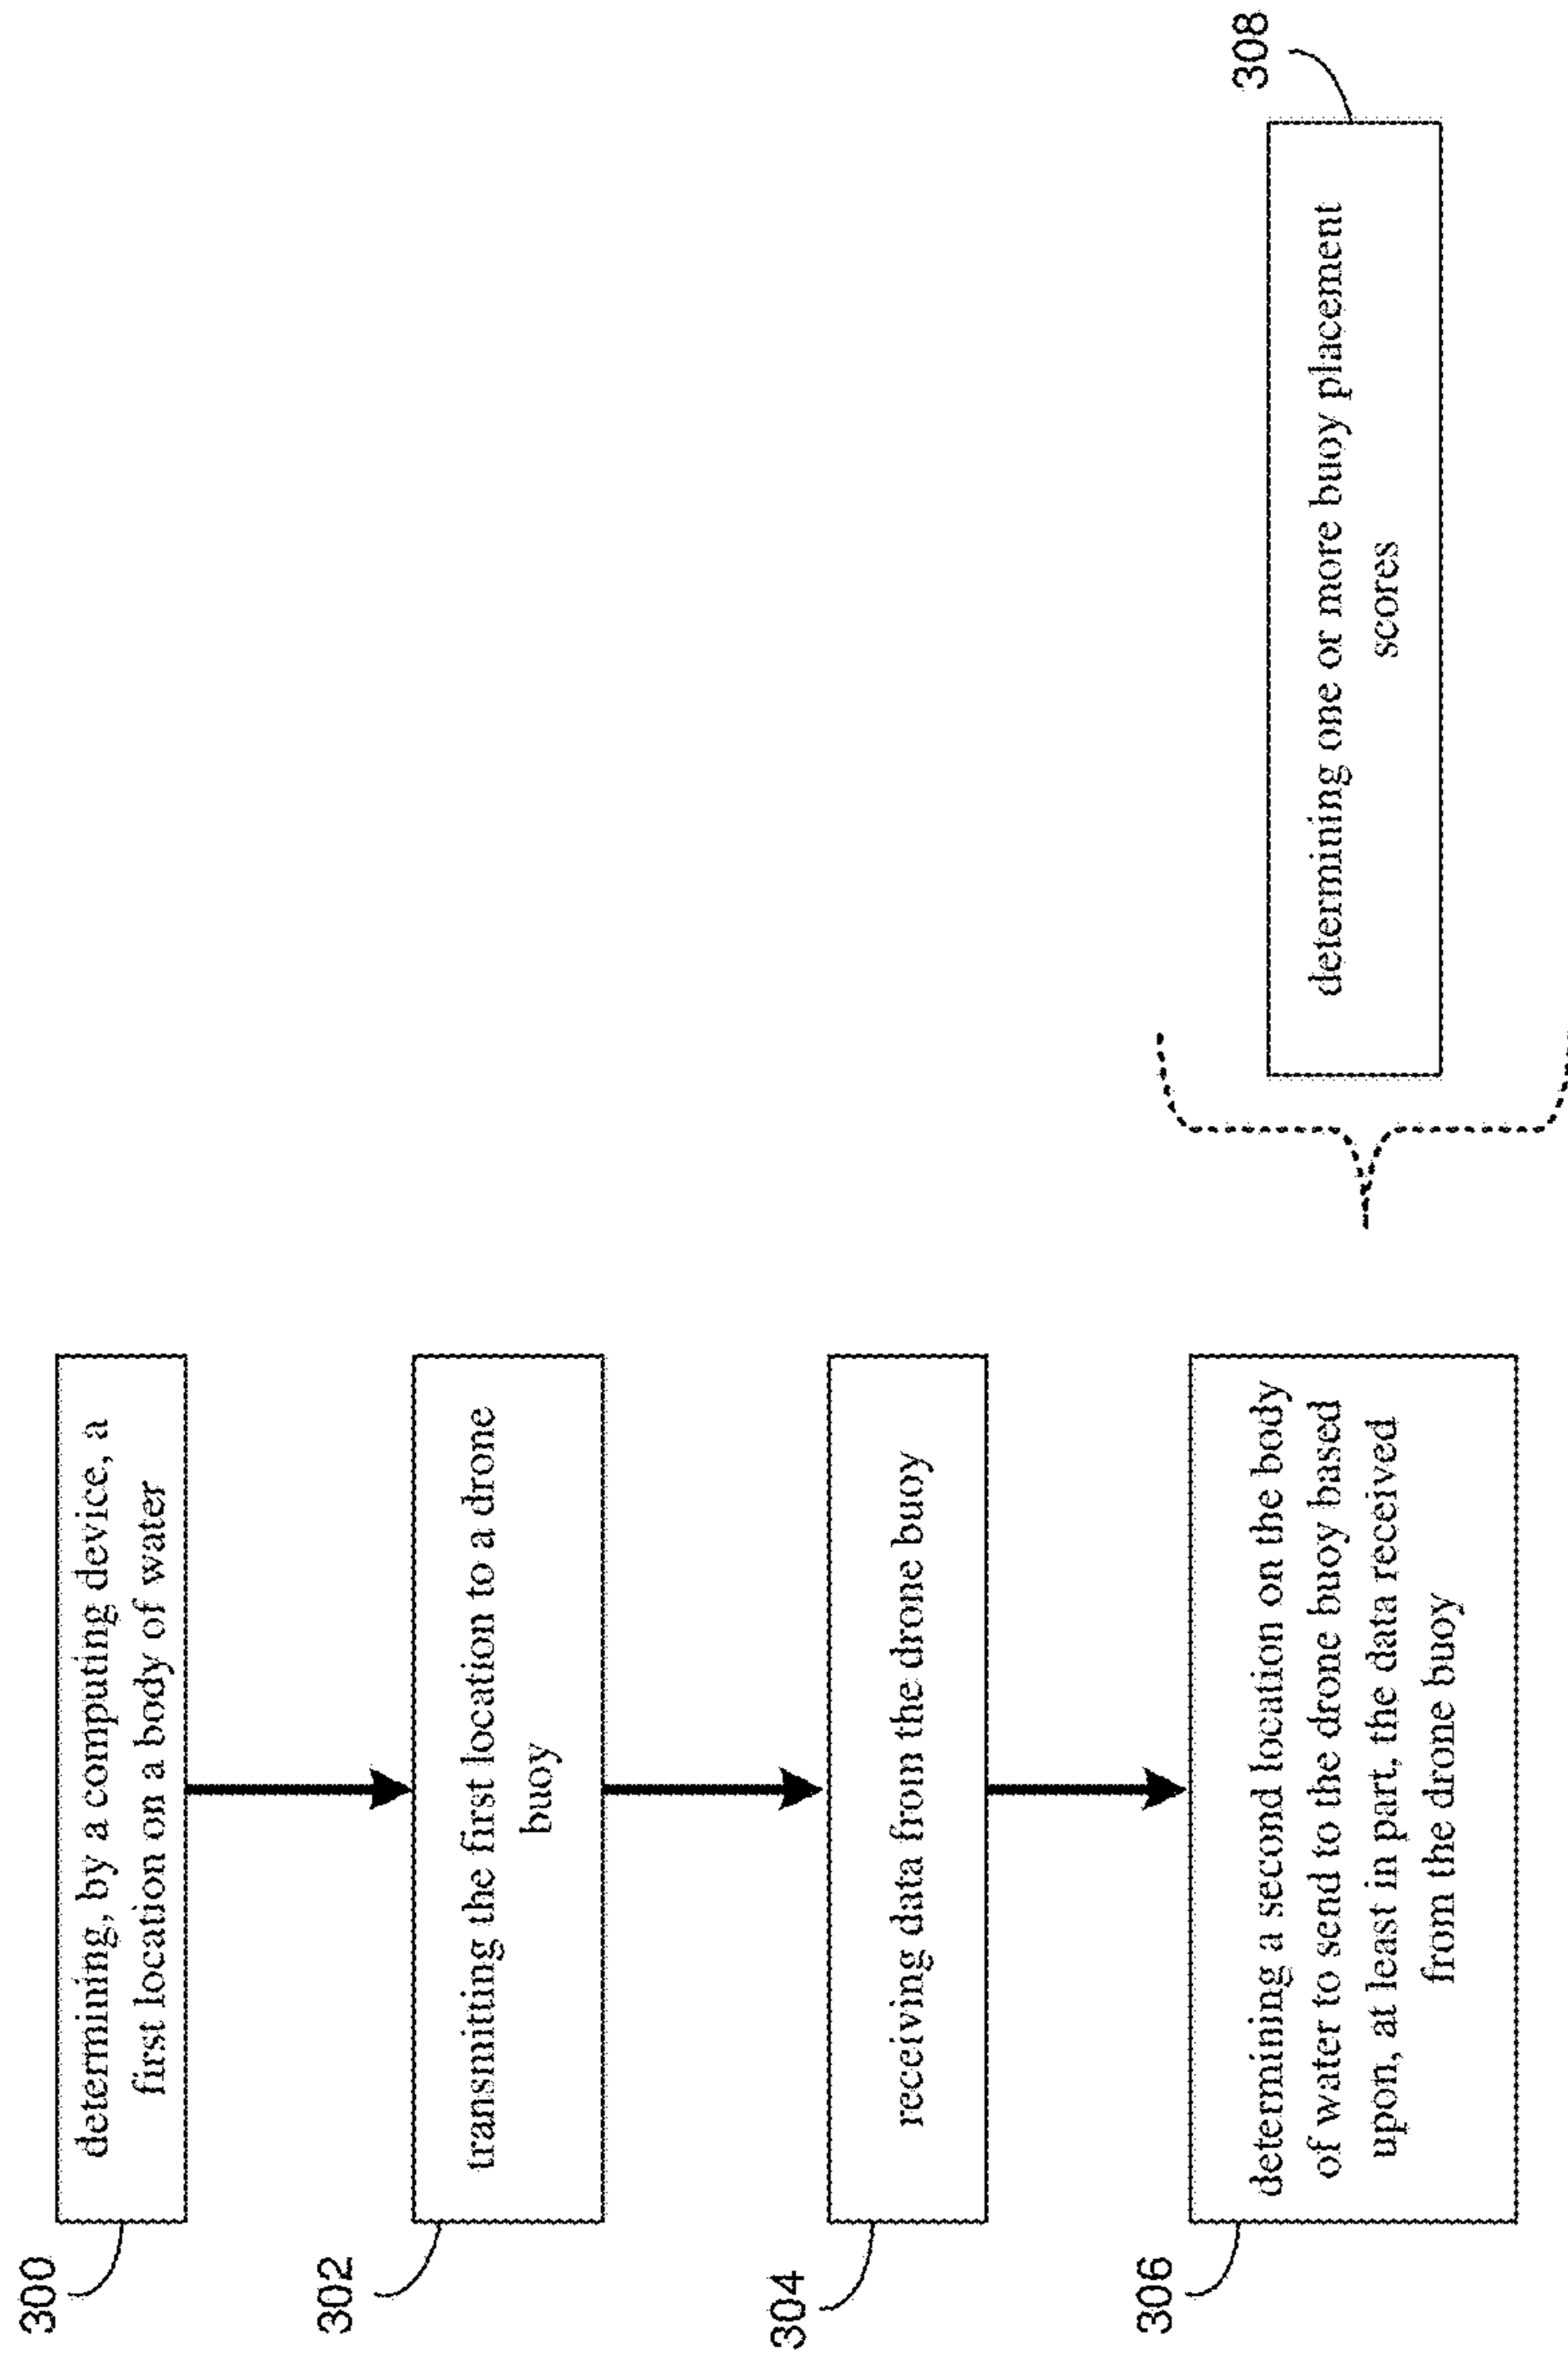 300
determining, by a computing device, a
first location on a body of water
302
transmitting the first location to a drone
buoy
304
receiving data from the drone buoy
306
determining a second location on the body
of water to send to the drone buoy based
upon, at least in part, the data received
from the drone buoy
308
determining one or more buoy placement
scores